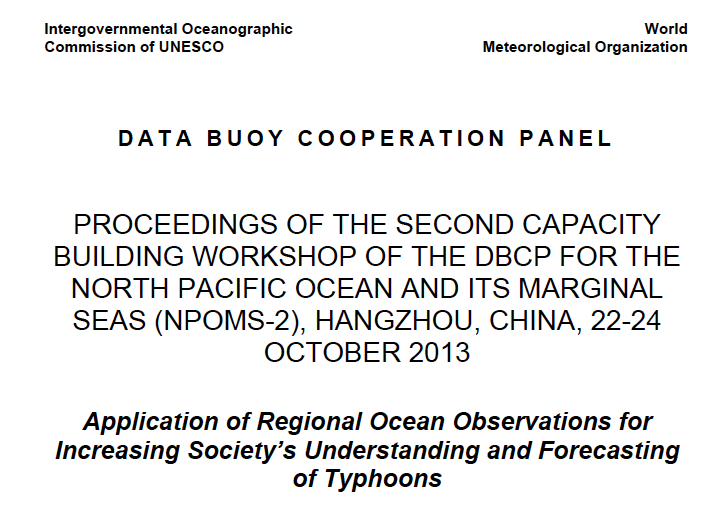 Intergovernmental Oceanographic
Commission of UNESCO
World
Meteorological Organization
DATA BUOY COOPERATION PANEL
PROCEEDINGS OF THE SECOND CAPACITY
BUILDING WORKSHOP OF THE DBCP FOR THE
NORTH PACIFIC OCEAN AND ITS MARGINAL
SEAS (NPOMS-2), HANGZHOU, CHINA, 22-24
OCTOBER 2013
Application of Regional Ocean Observations for
Increasing Society’s Understanding and Forecasting
of Typhoons